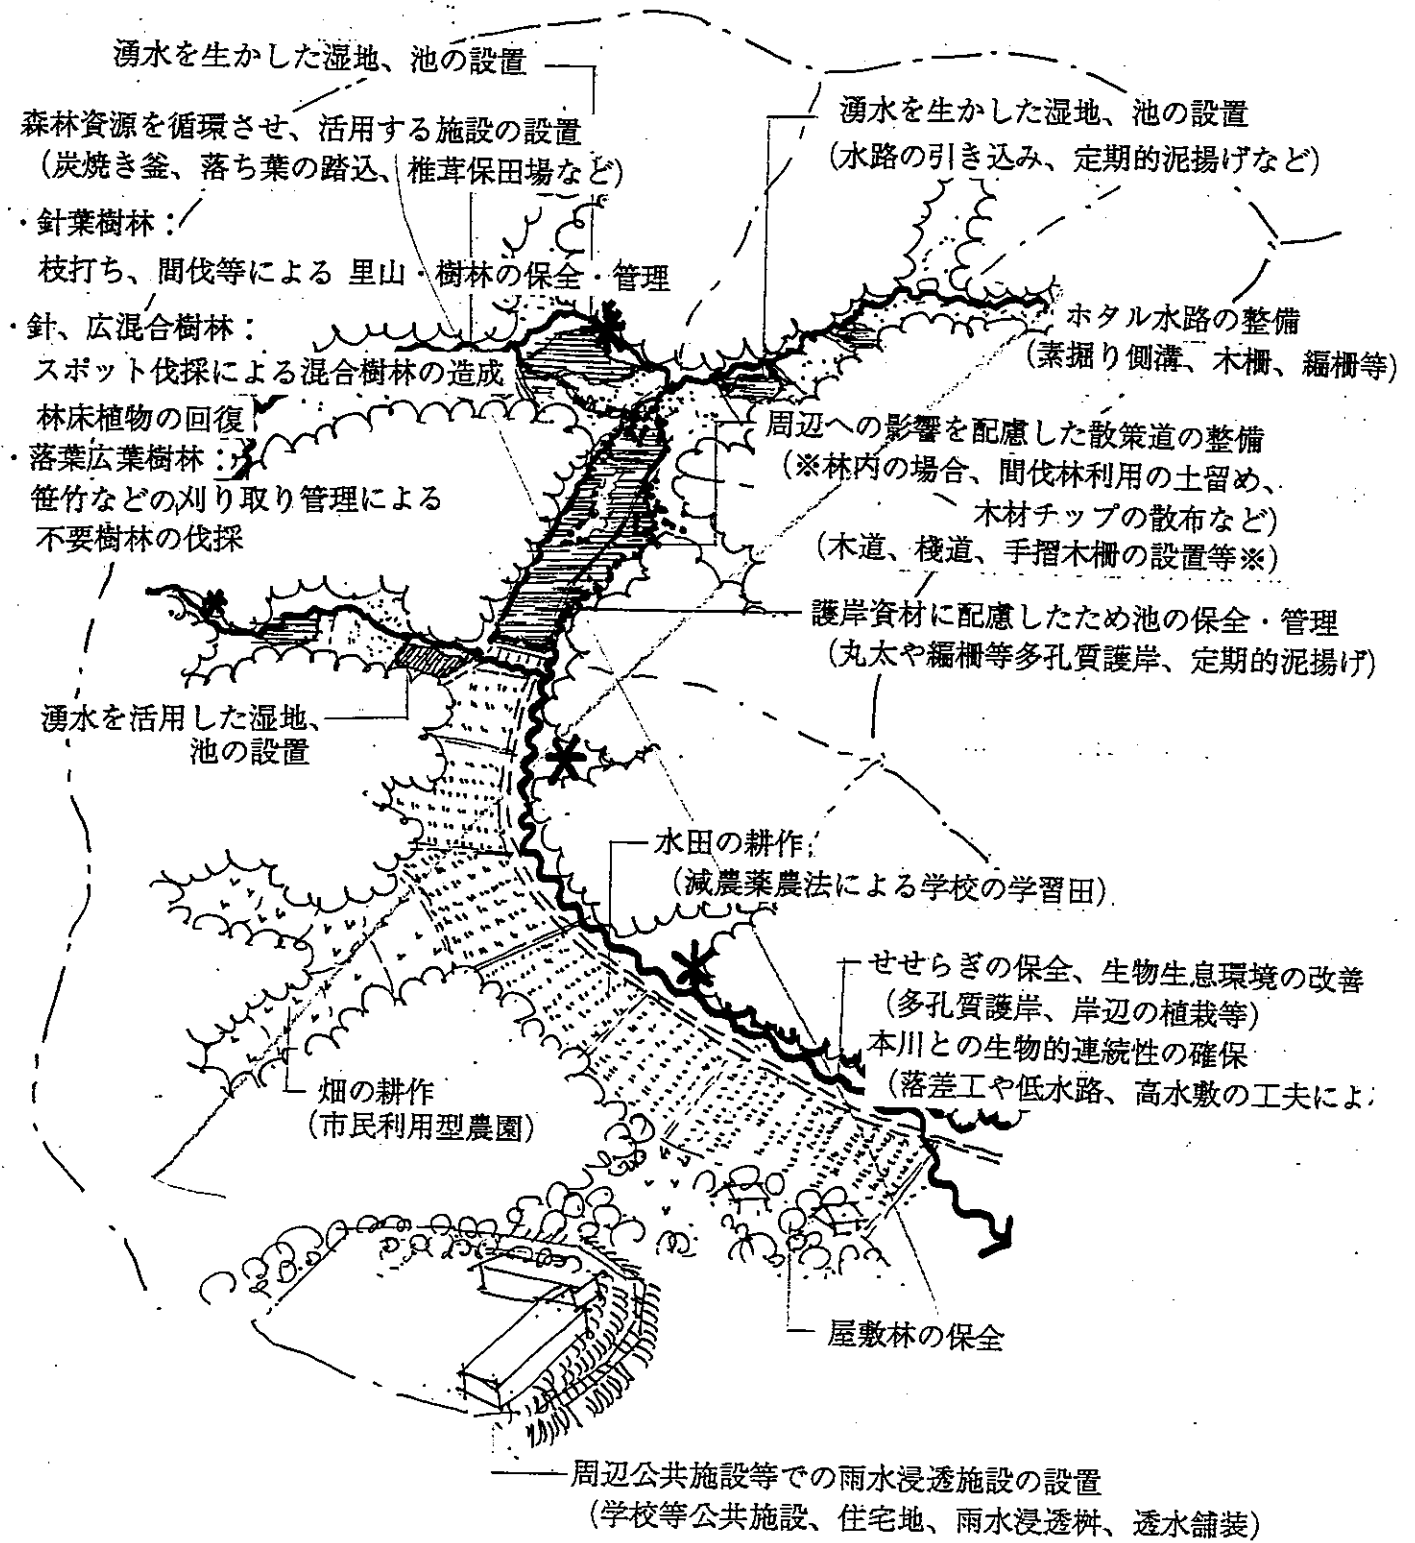 湧水を生かした湿地、池の設置
森林資源を循環させ、活用する施設の設置
(炭焼き釜、落ち葉の踏込、椎茸保田場など)
・針葉樹林:
枝打ち、間伐等による 里山・樹林の保全・管理
・針、広混合樹林:
スポット伐採による混合樹林の造成
林床植物の回復
・落葉広葉樹林:
笹竹などの刈り取り管理による
不要樹林の伐採
湧水を生かした湿地、池の設置
(水路の引き込み、定期的泥揚げなど)
ホタル水路の整備
(素掘り側溝、木柵、編柵等)
周辺への影響を配慮した散策道の整備
(※林内の場合、間伐林利用の土留め、
木材チップの散布など)
(木道、棧道、手摺木柵の設置等※)
護岸資材に配慮したため池の保全・管理
(丸太や編柵等多孔質護岸、定期的泥揚げ)
湧水を活用した湿地、
池の設置
水田の耕作
(減農薬農法による学校の学習田)
せせらぎの保全、生物生息環境の改善
(多孔質護岸、岸辺の植栽等)
本川との生物的連続性の確保
(落差工や低水路、高水敷の工夫によ
畑の耕作
(市民利用型農園)
屋敷林の保全
周辺公共施設等での雨水浸透施設の設置
(学校等公共施設、住宅地、雨水浸透桝、透水舗装)